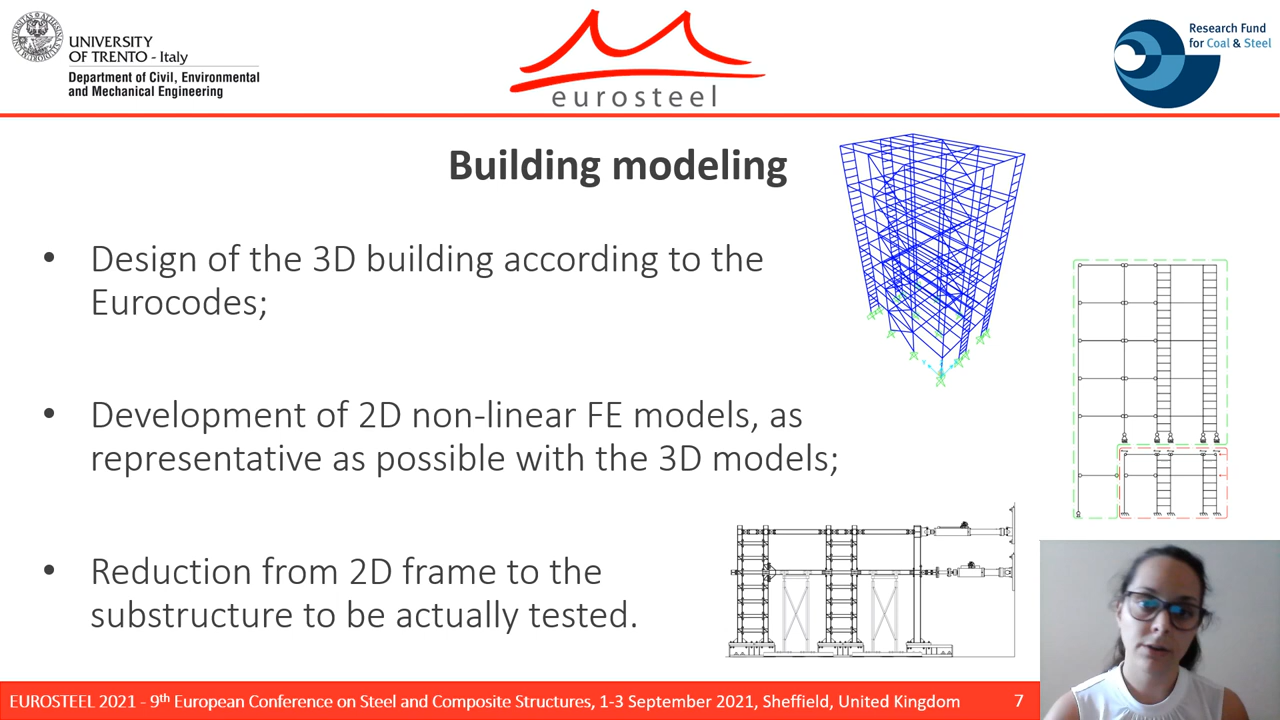 UNIVERSITY
OF TRENTO - Italy
Department of Civil, Environmental
and Mechanical Engineering
eurosteel
Research Fund
for Coal & Steel
Building modeling
• Design of the 3D building according to the
Eurocodes;
• Development of 2D non-linear FE models, as
representative as possible with the 3D models;
• Reduction from 2D frame to the
substructure to be actually tested.
EUROSTEEL 2021 - 9th European Conference on Steel and Composite Structures, 1-3 September 2021, Sheffield, United Kingdom
7